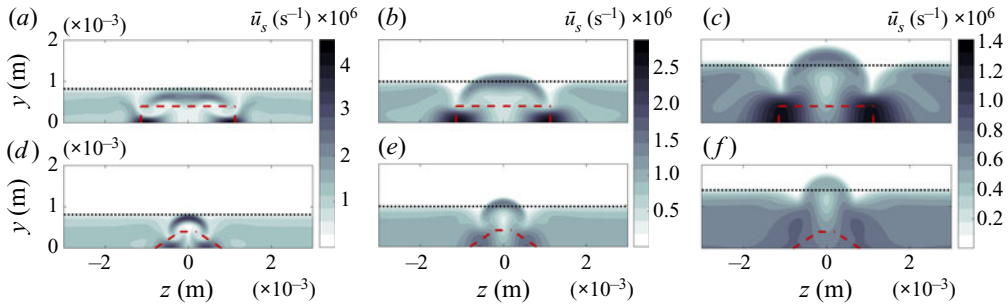 (a) (×10⁻³) ūₛ (s⁻¹) ×10⁶ (b) ūₛ (s⁻¹) ×10⁶ (c) ūₛ (s⁻¹) ×10⁶
2 1.4
y (m) 1 4 2.5 1.2
0 3 2.0 1.0
(d) (×10⁻³) (e) 1.5 (f) 0.8
2 2 0.6
y (m) 1 1 1.0 0.4
0 0.5 0.2
−2 0 2 −2 0 2 −2 0 2
z (m) (×10⁻³) z (m) (×10⁻³) z (m) (×10⁻³)